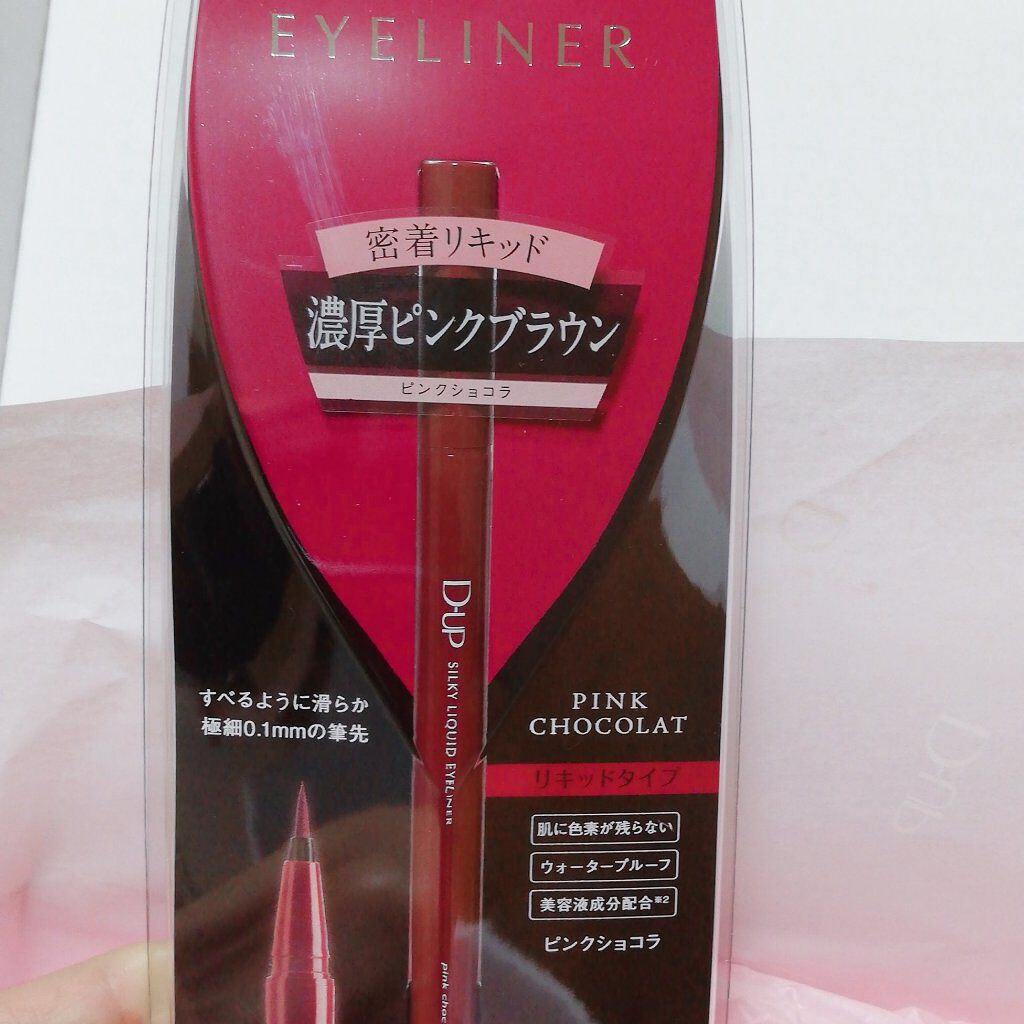 EYELINER
密着リキッド
濃厚ピンクブラウン
ピンクショコラ
D-UP
SILKY LIQUID EYELINER
pink choc
すべるように滑らか
極細0.1mmの筆先
PINK
CHOCOLAT
リキッドタイプ
肌に色素が残らない
ウォータープルーフ
美容液成分配合※2
ピンクショコラ
D-UP